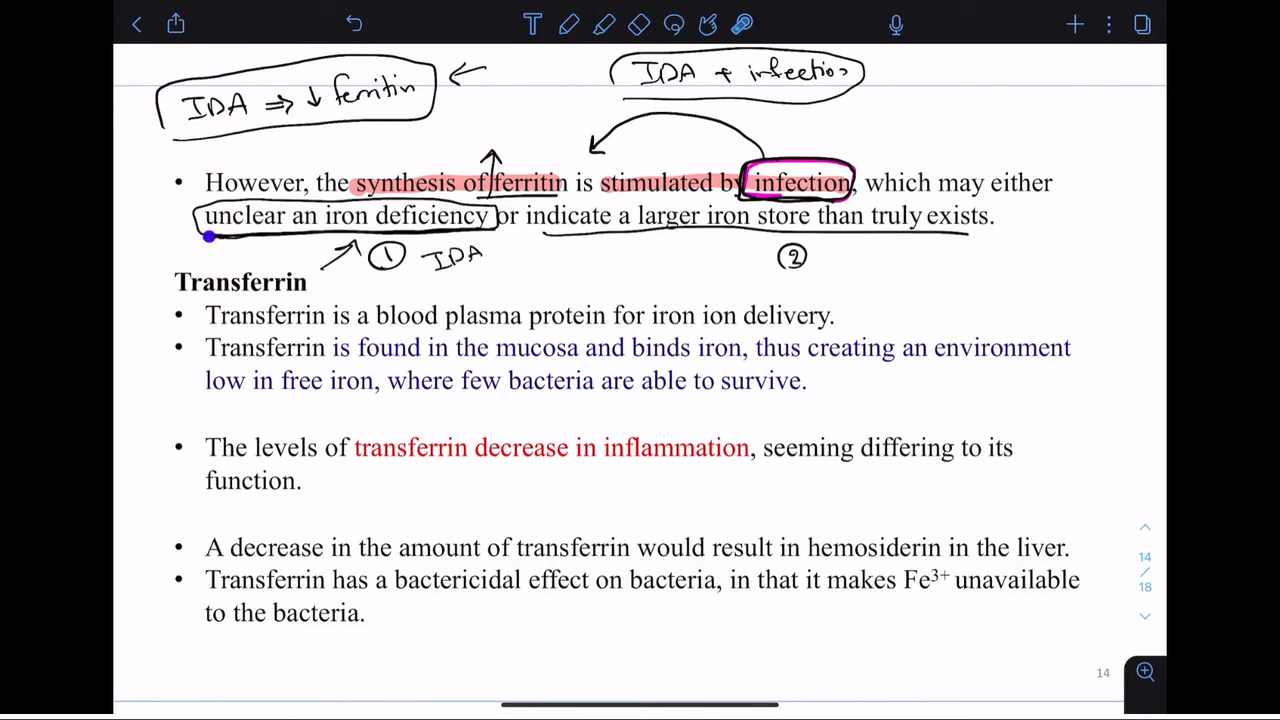 IDA ⇒ ↓ ferritin
IDA + infection
• However, the synthesis of ferritin is stimulated by infection, which may either
unclear an iron deficiency or indicate a larger iron store than truly exists.
① IDA
②
Transferrin
• Transferrin is a blood plasma protein for iron ion delivery.
• Transferrin is found in the mucosa and binds iron, thus creating an environment
low in free iron, where few bacteria are able to survive.
• The levels of transferrin decrease in inflammation, seeming differing to its
function.
• A decrease in the amount of transferrin would result in hemosiderin in the liver.
• Transferrin has a bactericidal effect on bacteria, in that it makes Fe³⁺ unavailable
to the bacteria.
14
/
18
14